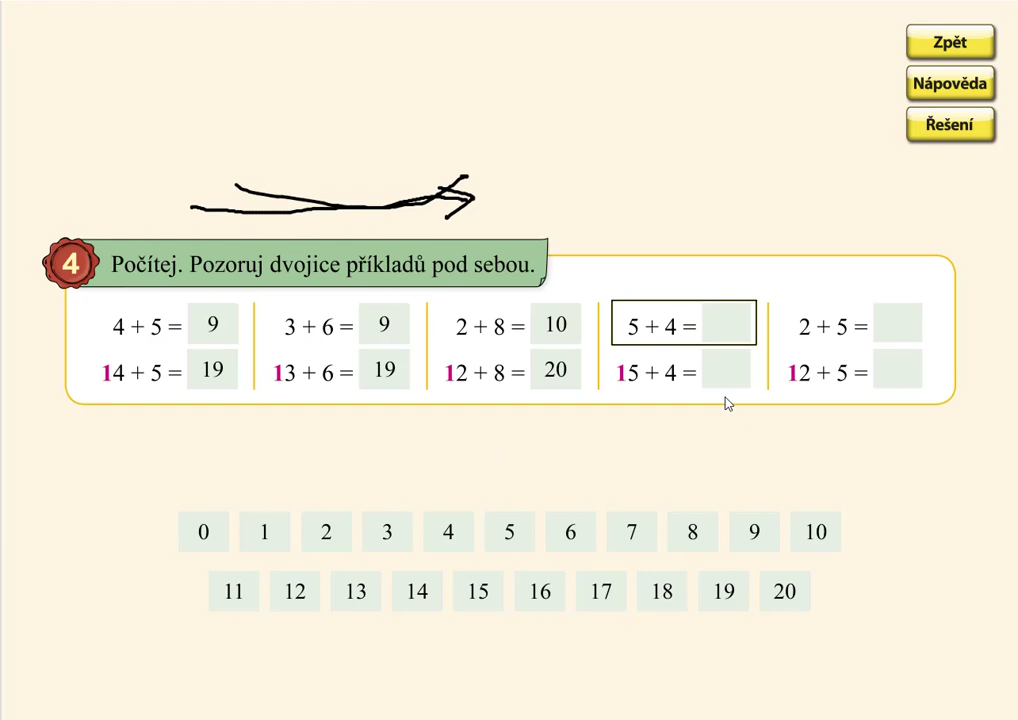 Zpět
Nápověda
Řešení
4 Počítej. Pozoruj dvojice příkladů pod sebou.
4 + 5 = 9 3 + 6 = 9 2 + 8 = 10 5 + 4 = 2 + 5 =
14 + 5 = 19 13 + 6 = 19 12 + 8 = 20 15 + 4 = 12 + 5 =
0 1 2 3 4 5 6 7 8 9 10
11 12 13 14 15 16 17 18 19 20